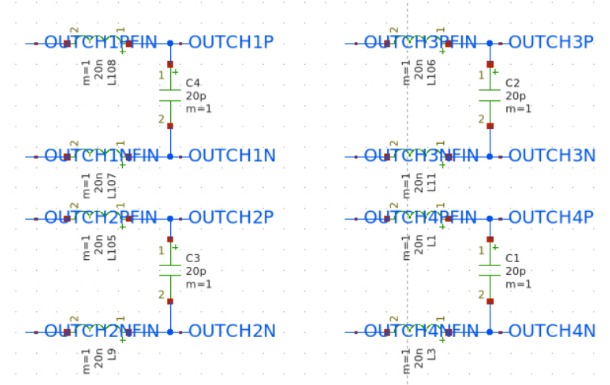 2 1
OUTCH1PFIN OUTCH1P
m=1
20n
L108
1 +
C4
20p
m=1
2
2 1
OUTCH1NFIN OUTCH1N
m=1
20n
L107
2 1
OUTCH2PFIN OUTCH2P
m=1
20n
L105
1 +
C3
20p
m=1
2
2 1
OUTCH2NFIN OUTCH2N
m=1
20n
L9
2 1
OUTCH3PFIN OUTCH3P
m=1
20n
L106
1 +
C2
20p
m=1
2
2 1
OUTCH3NFIN OUTCH3N
m=1
20n
L11
2 1
OUTCH4PFIN OUTCH4P
m=1
20n
L1
1 +
C1
20p
m=1
2
2 1
OUTCH4NFIN OUTCH4N
m=1
20n
L3